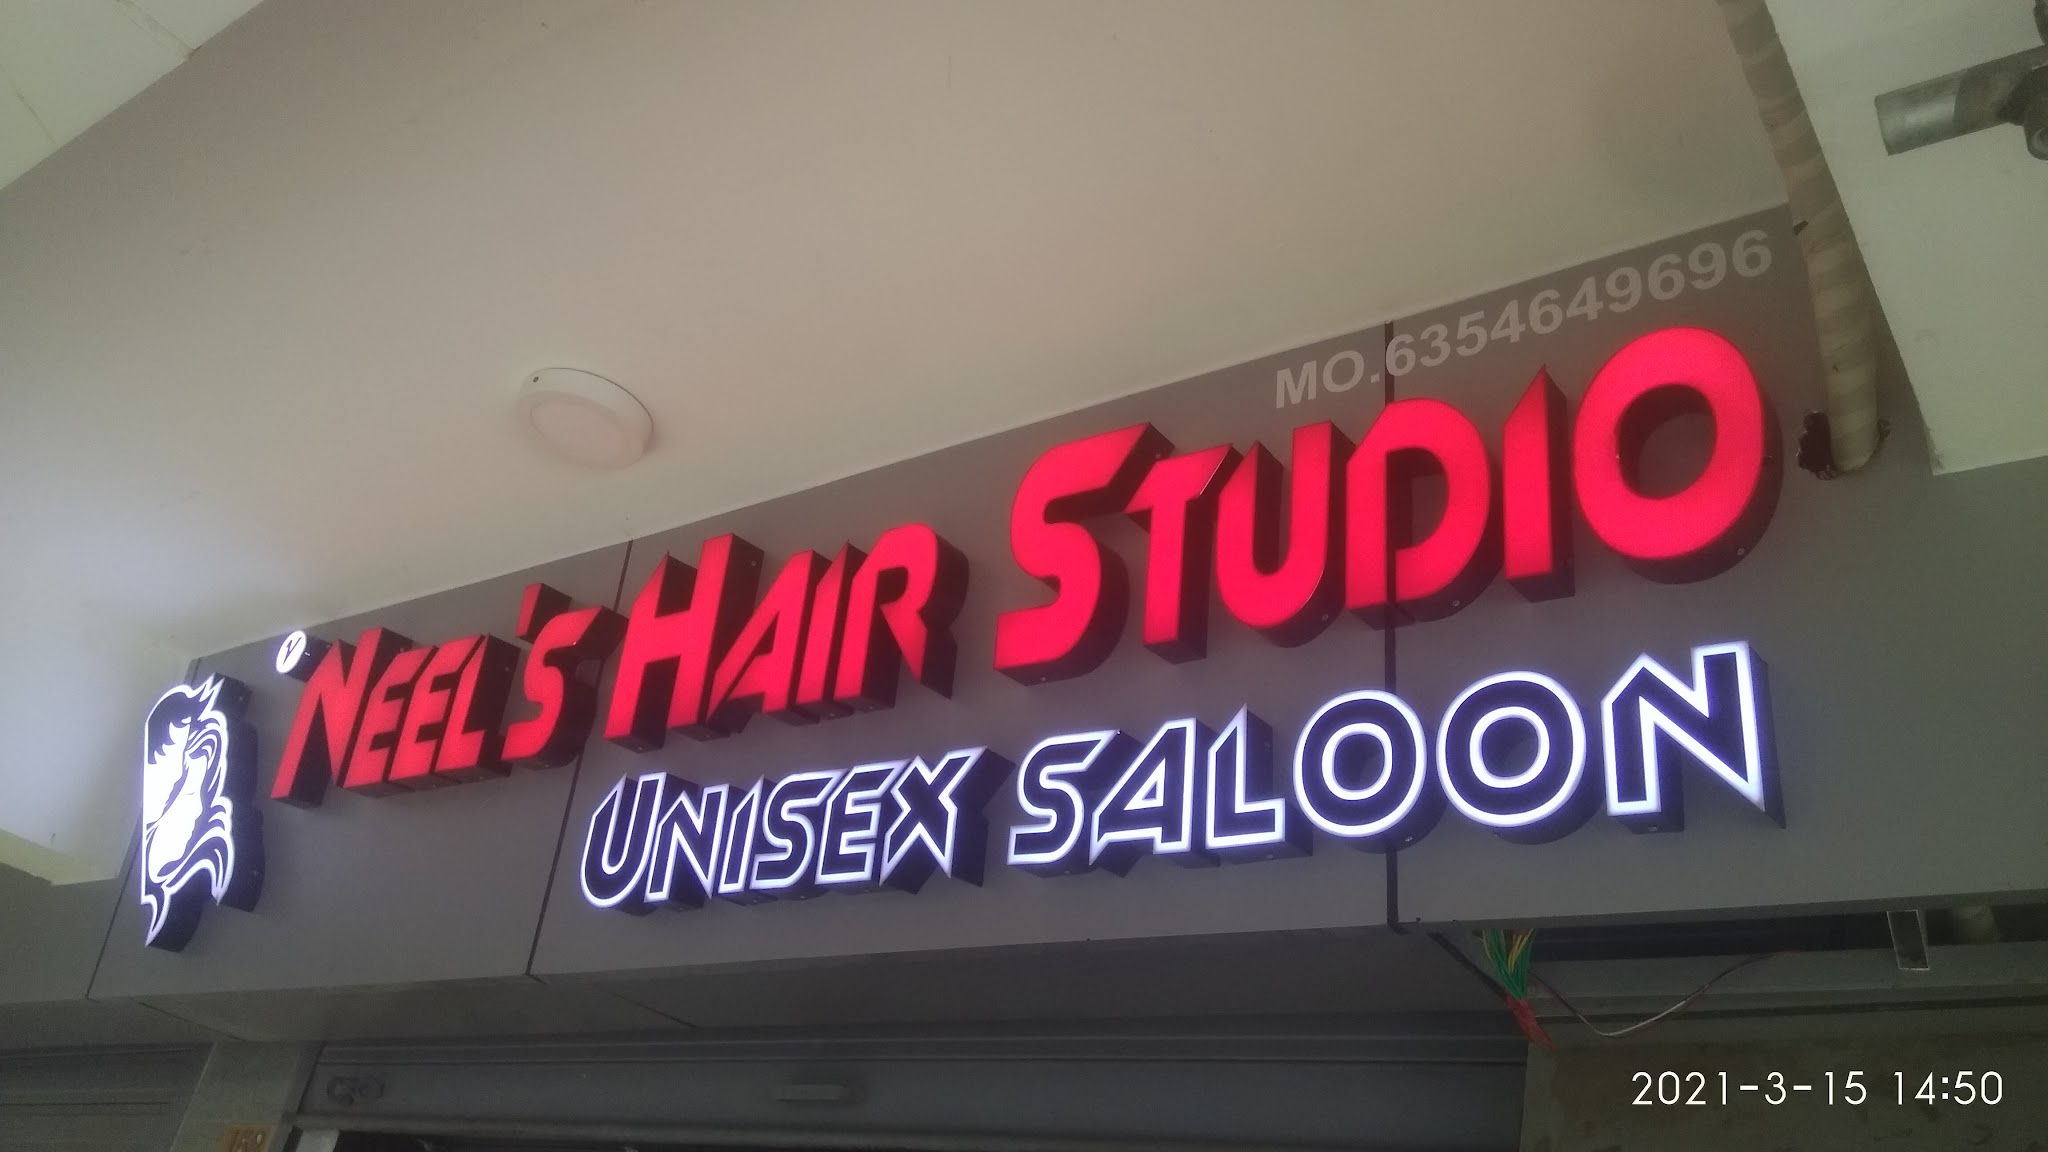 MO.6354649696
V
NEEL'S HAIR STUDIO
UNISEX SALOON
2021-3-15 14:50